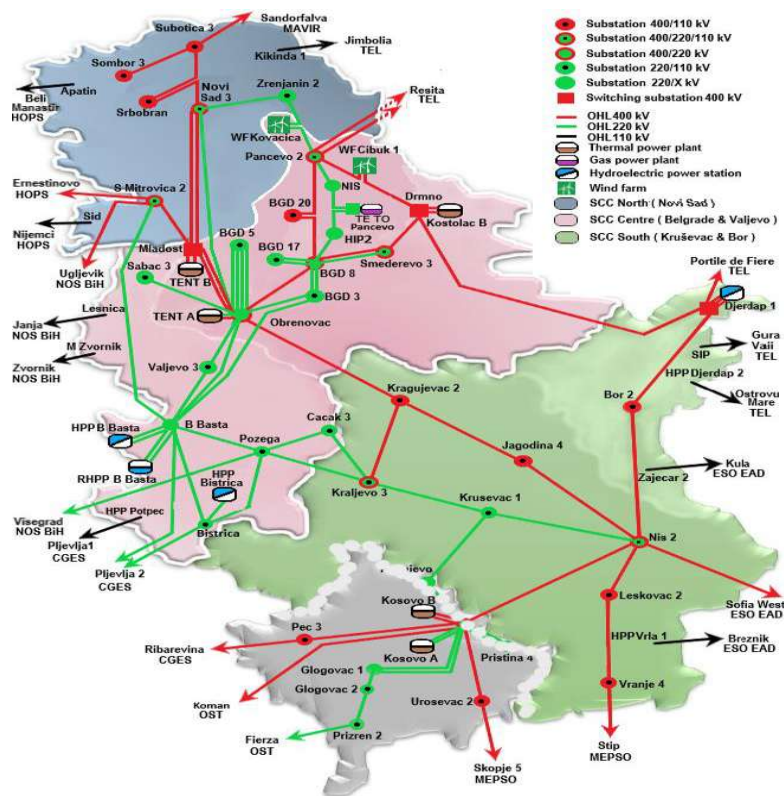 Subotica 3
Sandorfalva
MAVIR
Sombor 3
Kikinda 1
Jimbolia
TEL
Apatin
Beli
Manastir
HOPS
Srbobran
Novi
Sad 3
Zrenjanin 2
Resita
TEL
WFKovacica
Pancevo 2
WFCibuk 1
Ernestinovo
HOPS
S Mitrovica 2
NIS
BGD 20
Drmno
Kostolac B
TE TO
Pancevo
Sid
Nijemci
HOPS
Mladost
BGD 5
BGD 17
HIP2
Ugljevik
NOS BiH
Sabac 3
TENT B
BGD 8
Smederevo 3
BGD 3
Portile de Fiere
TEL
Djerdap 1
Lesnica
TENT A
Obrenovac
Janja
NOS BiH
M Zvornik
Zvornik
NOS BiH
Valjevo 3
SIP
Gura
Vaii
TEL
HPP Djerdap 2
Ostrovu
Mare TEL
Kragujevac 2
Bor 2
Cacak 3
HPP B Basta
B Basta
Pozega
Jagodina 4
RHPP B Basta
HPP
Bistrica
Kraljevo 3
Krusevac 1
Zajecar 2
Kula
ESO EAD
Visegrad
NOS BiH
HPP Potpec
Bistrica
Nis 2
Pljevlja1
CGES
Pljevlja 2
CGES
Kosovo B
Leskovac 2
Sofia West
ESO EAD
Pec 3
Ribarevina
CGES
Kosovo A
Pristina 4
HPP Vrla 1
Breznik
ESO EAD
Glogovac 1
Glogovac 2
Koman
OST
Urosevac 2
Vranje 4
Prizren 2
Fierza
OST
Skopje 5
MEPSO
Stip
MEPSO
Substation 400/110 kV
Substation 400/220/110 kV
Substation 400/220 kV
Substation 220/110 kV
Substation 220/X kV
Switching substation 400 kV
OHL400 kV
OHL220 kV
OHL110 kV
Thermal power plant
Gas power plant
Hydroelectric power station
Wind farm
SCC North ( Novi Sad )
SCC Centre ( Belgrade & Valjevo )
SCC South ( Kruševac & Bor )